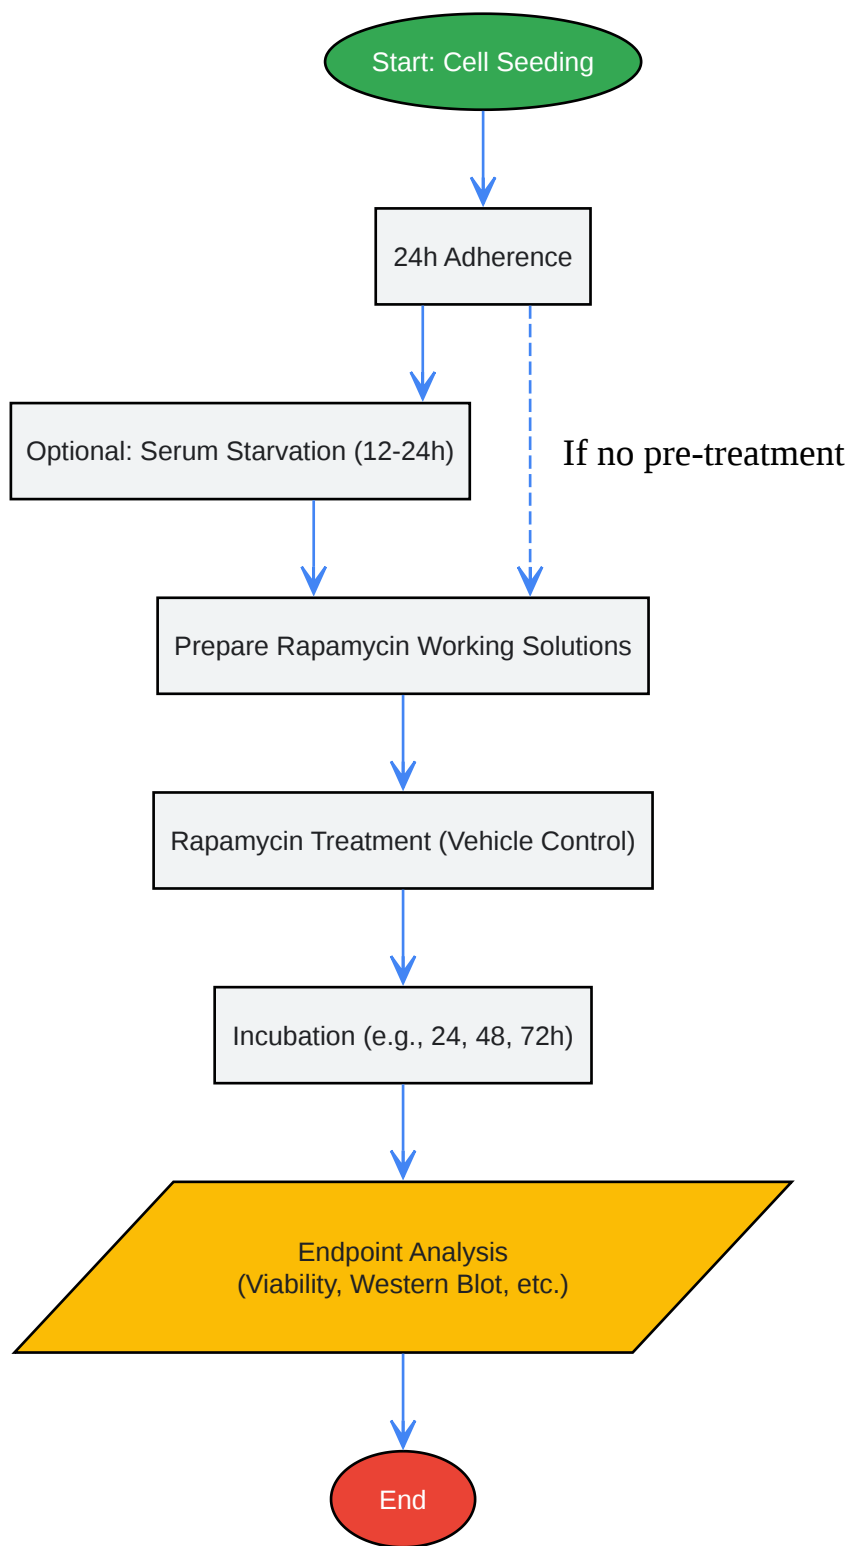 Start: Cell Seeding
24h Adherence
Optional: Serum Starvation (12-24h)
If no pre-treatment
Prepare Rapamycin Working Solutions
Rapamycin Treatment (Vehicle Control)
Incubation (e.g., 24, 48, 72h)
Endpoint Analysis
(Viability, Western Blot, etc.)
End